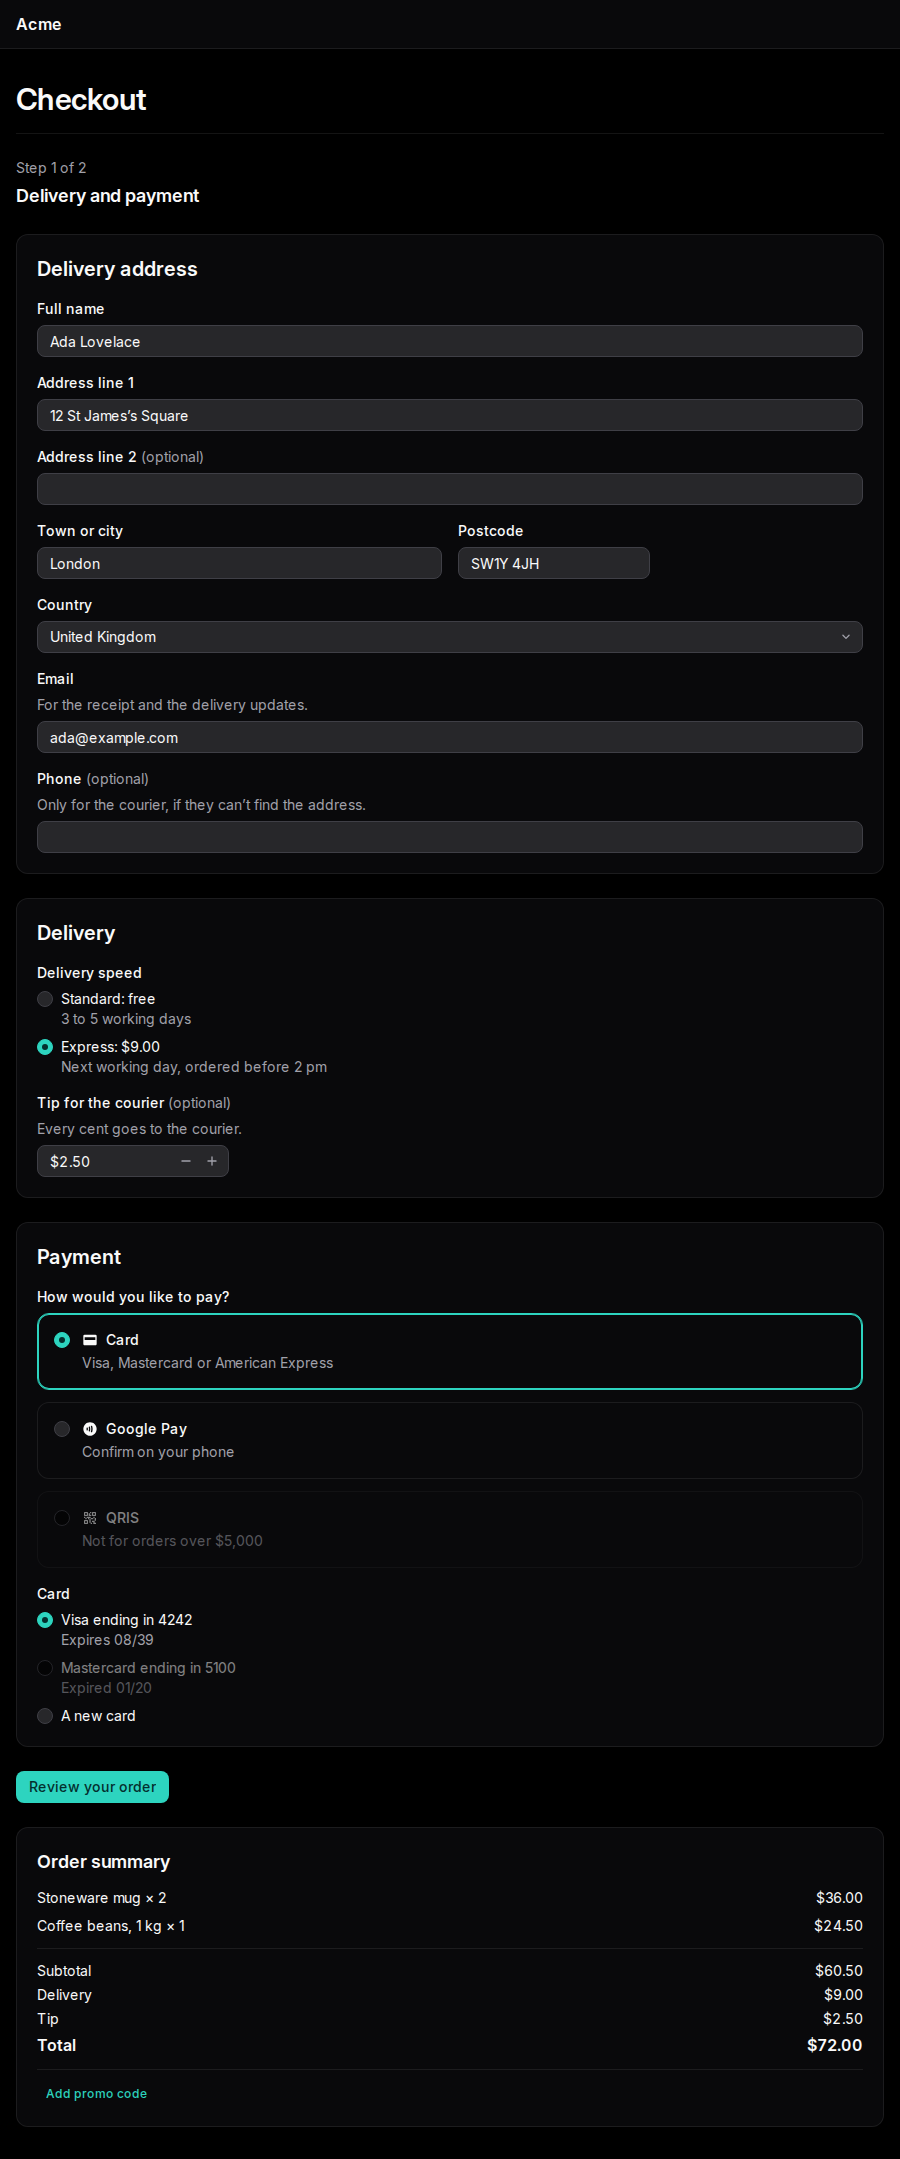 Acme
Checkout
Step 1 of 2
Delivery and payment
Delivery address
Full name
Ada Lovelace
Address line 1
12 St James’s Square
Address line 2 (optional)
Town or city
Postcode
London
SW1Y 4JH
Country
United Kingdom
Email
For the receipt and the delivery updates.
ada@example.com
Phone (optional)
Only for the courier, if they can’t find the address.
Delivery
Delivery speed
Standard: free
3 to 5 working days
Express: $9.00
Next working day, ordered before 2 pm
Tip for the courier (optional)
Every cent goes to the courier.
$2.50
Payment
How would you like to pay?
Card
Visa, Mastercard or American Express
Google Pay
Confirm on your phone
QRIS
Not for orders over $5,000
Card
Visa ending in 4242
Expires 08/39
Mastercard ending in 5100
Expired 01/20
A new card
Review your order
Order summary
Stoneware mug × 2 $36.00
Coffee beans, 1 kg × 1 $24.50
Subtotal $60.50
Delivery $9.00
Tip $2.50
Total $72.00
Add promo code